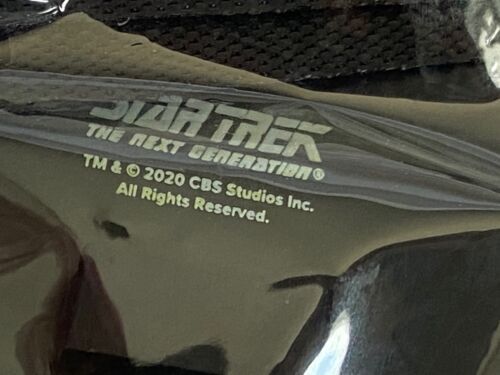 STAR TREK
THE NEXT GENERATION®
TM & © 2020 CBS Studios Inc.
All Rights Reserved.